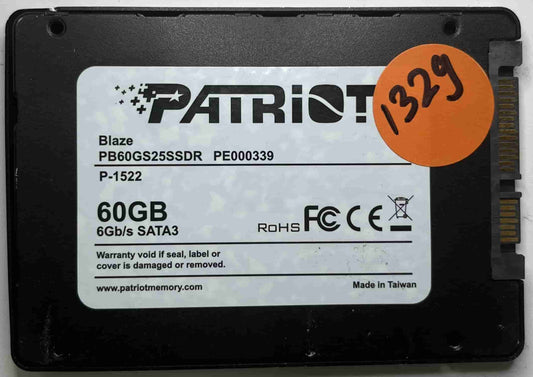 PATRIOT
1329
Blaze
PB60GS25SSDR PE000339
P-1522
60GB
6Gb/s SATA3
RoHS FC CE
Warranty void if seal, label or
cover is damaged or removed.
www.patriotmemory.com
Made in Taiwan